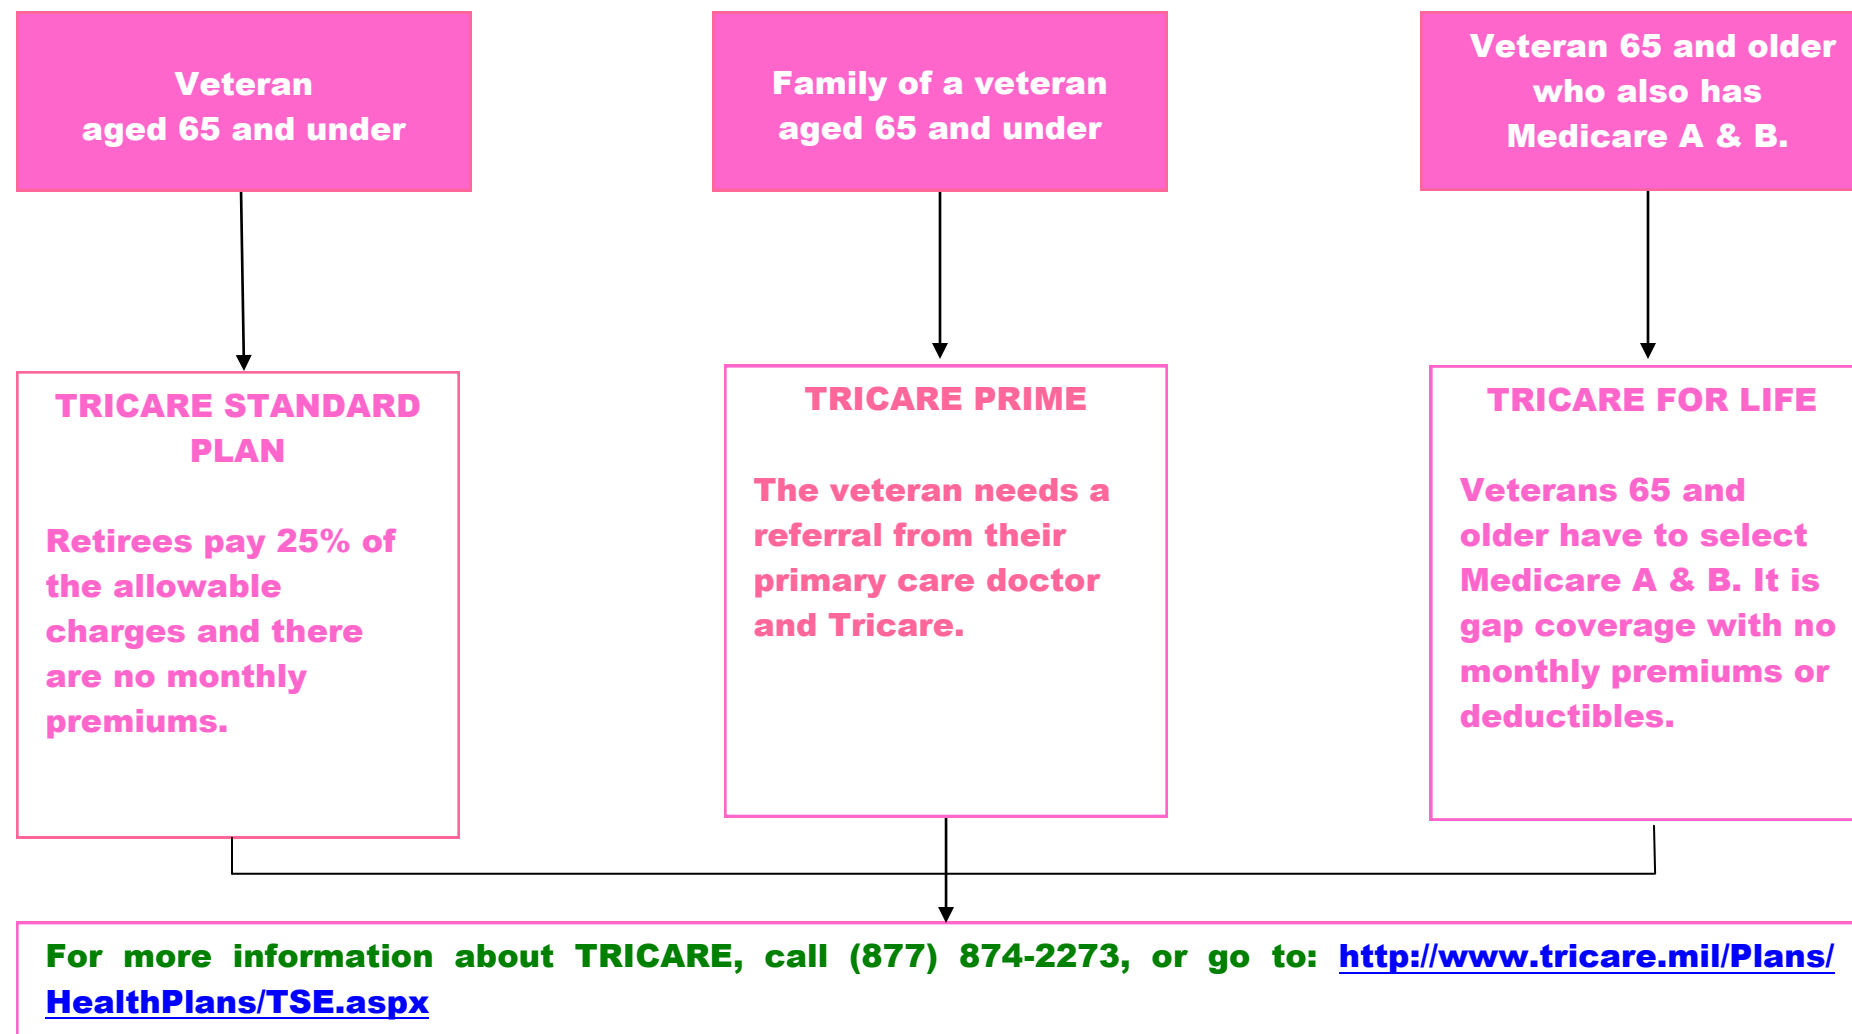 Veteran
aged 65 and under
Family of a veteran
aged 65 and under
Veteran 65 and older
who also has
Medicare A & B.
TRICARE STANDARD
PLAN
Retirees pay 25% of
the allowable
charges and there
are no monthly
premiums.
TRICARE PRIME
The veteran needs a
referral from their
primary care doctor
and Tricare.
TRICARE FOR LIFE
Veterans 65 and
older have to select
Medicare A & B. It is
gap coverage with no
monthly premiums or
deductibles.
For more information about TRICARE, call (877) 874-2273, or go to: http://www.tricare.mil/Plans/
HealthPlans/TSE.aspx